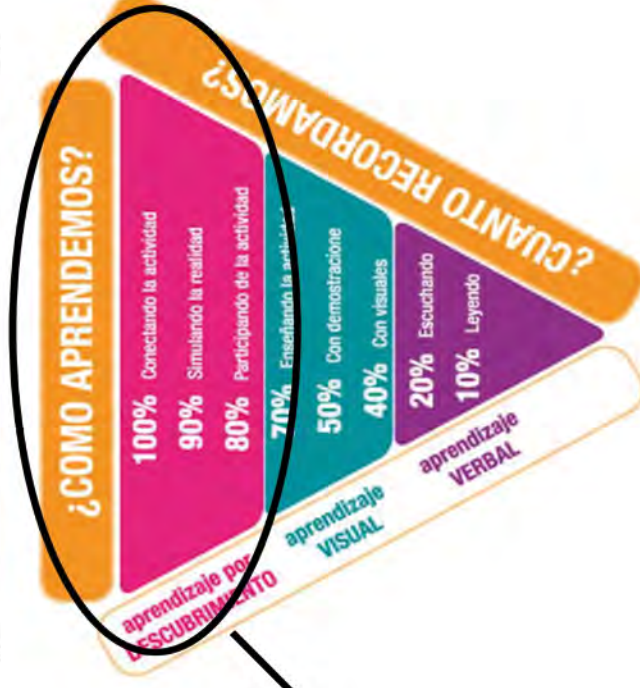 ¿COMO APRENDEMOS?
¿CUANTO RECORDAMOS?
100% Conectando la actividad
90% Simulando la realidad
80% Participando de la actividad
70% Enseñando la actividad
50% Con demostracione
40% Con visuales
20% Escuchando
10% Leyendo
aprendizaje por
DESCUBRIMIENTO
aprendizaje
VISUAL
aprendizaje
VERBAL